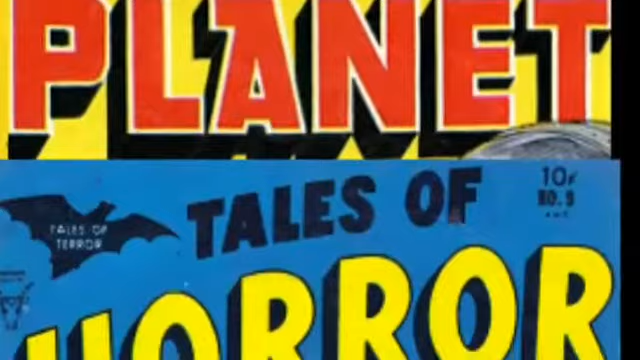 PLANET
TALES OF
TERROR
TALES OF
10¢
NO. 9
HORROR